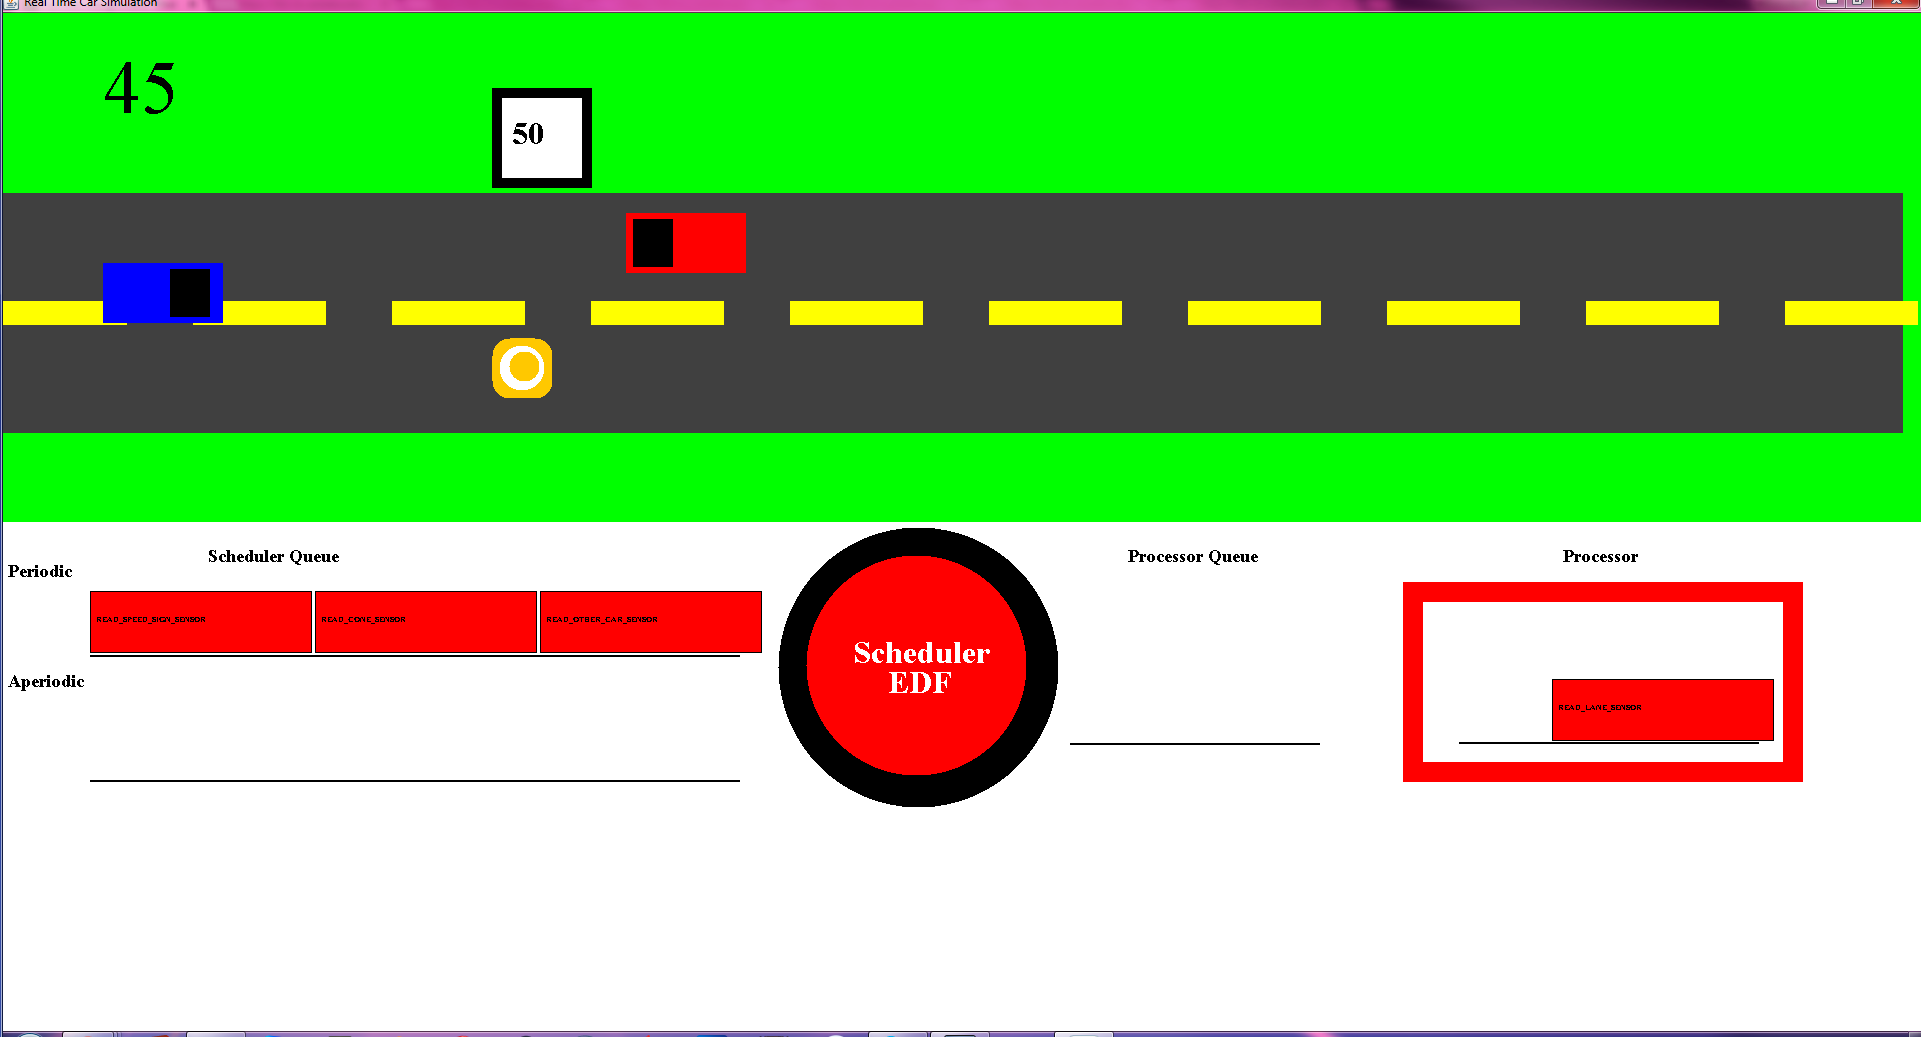 Real Time Car Simulation
45
50
Scheduler Queue
Processor Queue
Processor
Periodic
READ_SPEED_SIGN_SENSOR
READ_CONE_SENSOR
READ_OTHER_CAR_SENSOR
Scheduler
EDF
Aperiodic
READ_LANE_SENSOR